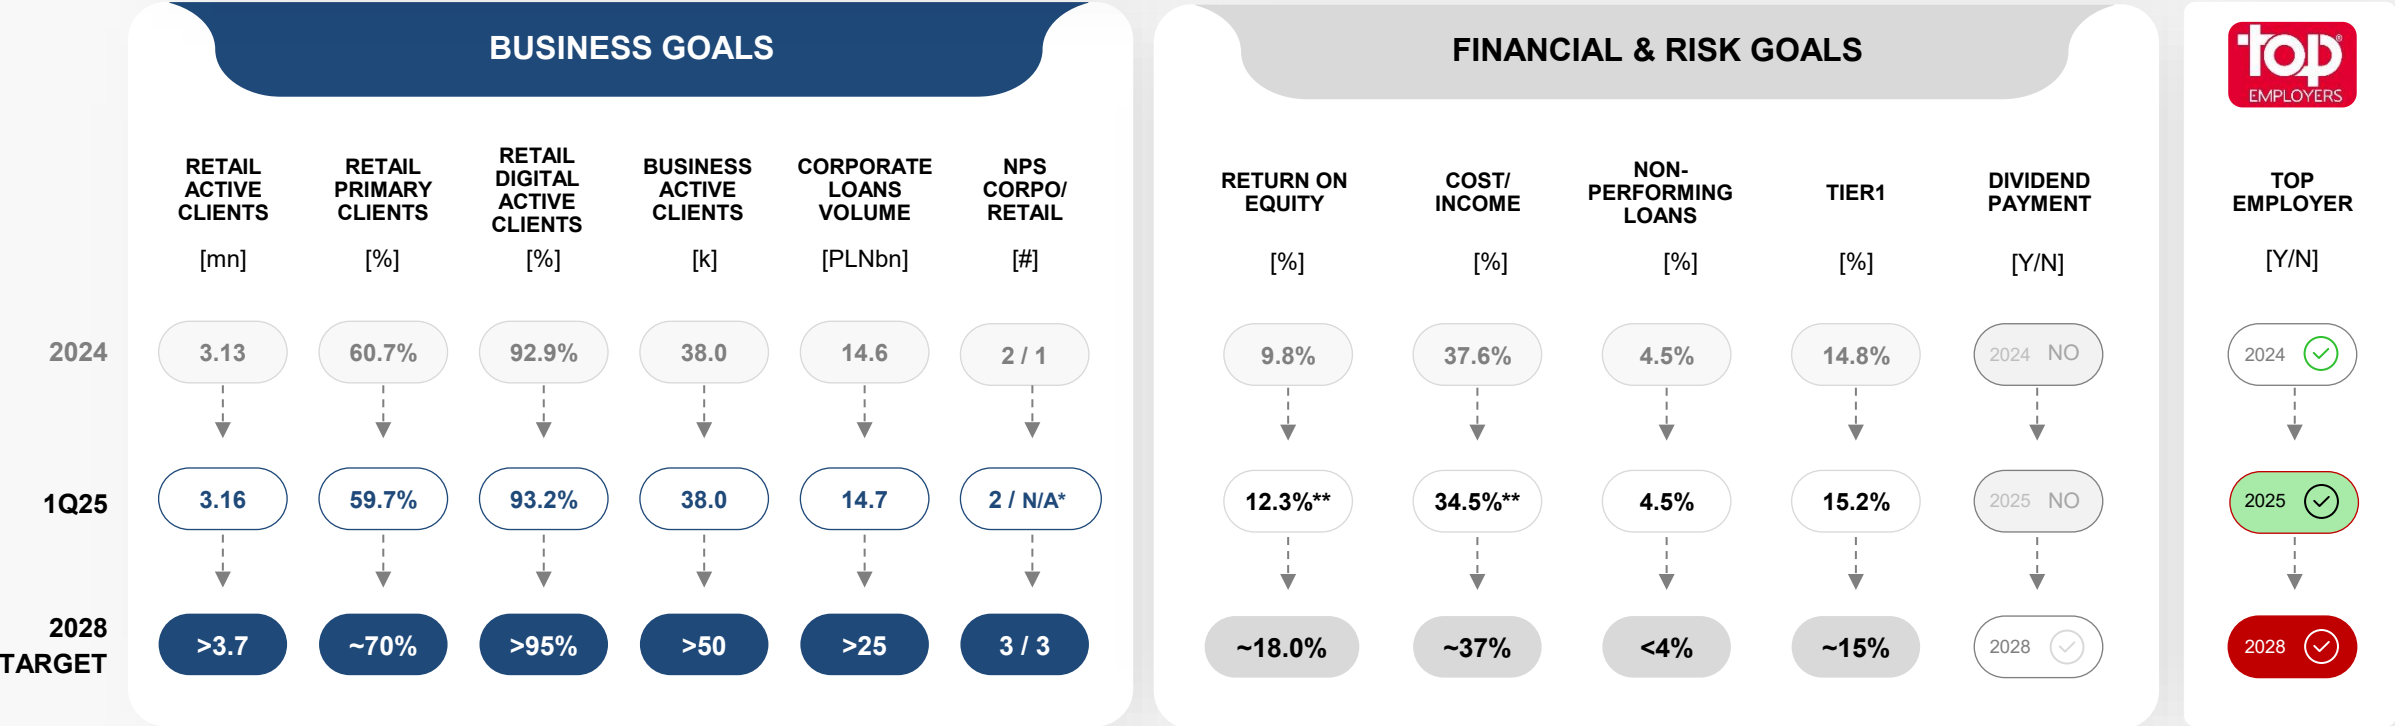 BUSINESS GOALS
FINANCIAL & RISK GOALS
top®
EMPLOYERS
RETAIL
ACTIVE
CLIENTS
[mn]
RETAIL
PRIMARY
CLIENTS
[%]
RETAIL
DIGITAL
ACTIVE
CLIENTS
[%]
BUSINESS
ACTIVE
CLIENTS
[k]
CORPORATE
LOANS
VOLUME
[PLNbn]
NPS
CORPO/
RETAIL
[#]
RETURN ON
EQUITY
[%]
COST/
INCOME
[%]
NON-
PERFORMING
LOANS
[%]
TIER1
[%]
DIVIDEND
PAYMENT
[Y/N]
TOP
EMPLOYER
[Y/N]
2024 3.13 60.7% 92.9% 38.0 14.6 2 / 1 9.8% 37.6% 4.5% 14.8% 2024 NO 2024
1Q25 3.16 59.7% 93.2% 38.0 14.7 2 / N/A* 12.3%** 34.5%** 4.5% 15.2% 2025 NO 2025
2028
TARGET >3.7 ~70% >95% >50 >25 3 / 3 ~18.0% ~37% <4% ~15% 2028 2028